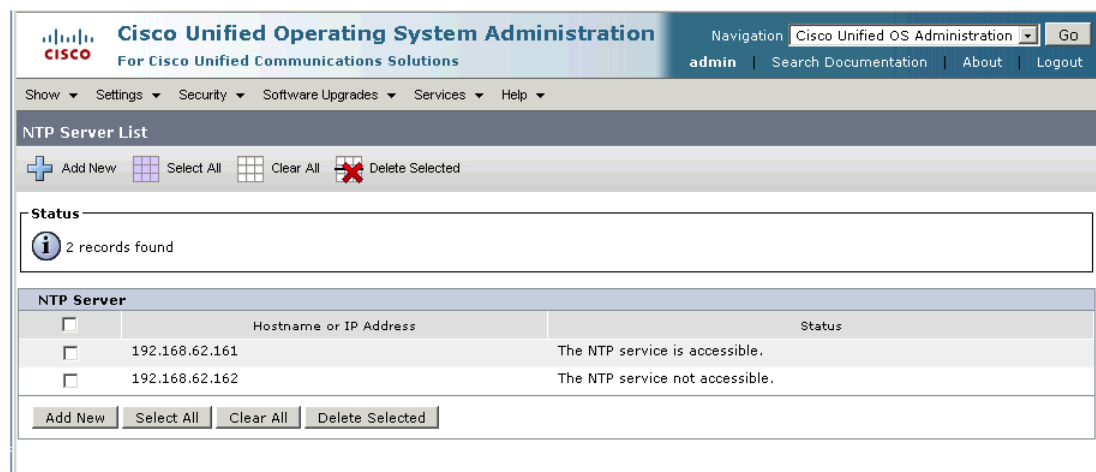 Cisco Unified Operating System Administration
Navigation Cisco Unified OS Administration Go
CISCO
For Cisco Unified Communications Solutions
admin | Search Documentation | About | Logout
Show Settings Security Software Upgrades Services Help
NTP Server List
Add New Select All Clear All Delete Selected
Status
i 2 records found
NTP Server
Hostname or IP Address Status
192.168.62.161 The NTP service is accessible.
192.168.62.162 The NTP service not accessible.
Add New Select All Clear All Delete Selected